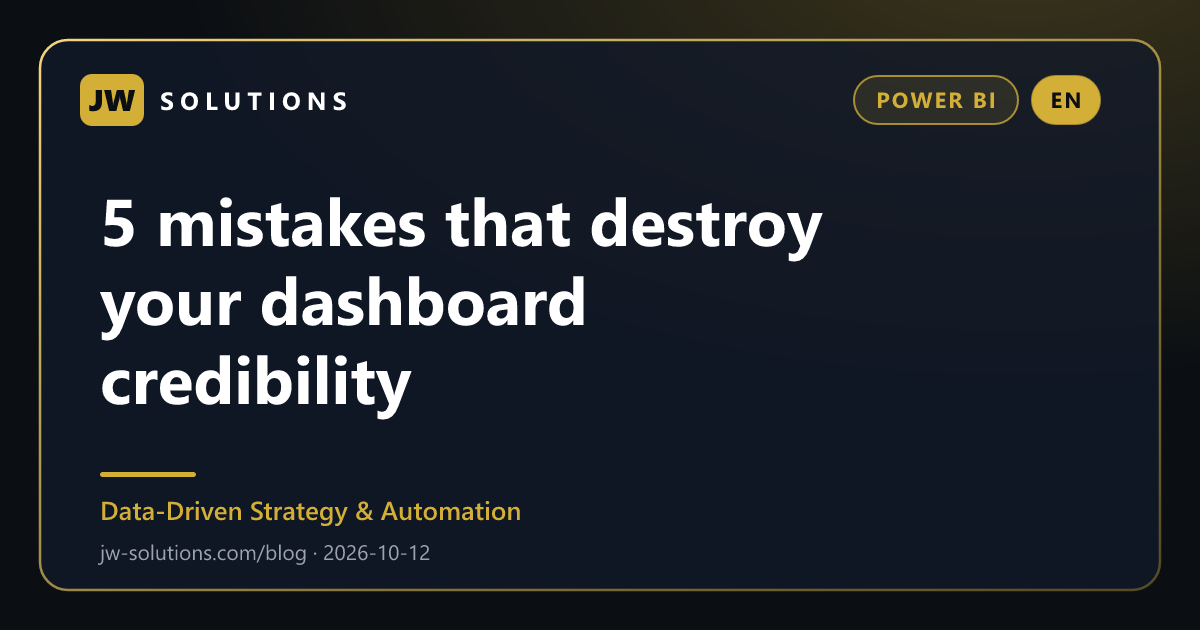 JW SOLUTIONS
POWER BI
EN
5 mistakes that destroy
your dashboard
credibility
Data-Driven Strategy & Automation
jw-solutions.com/blog · 2026-10-12